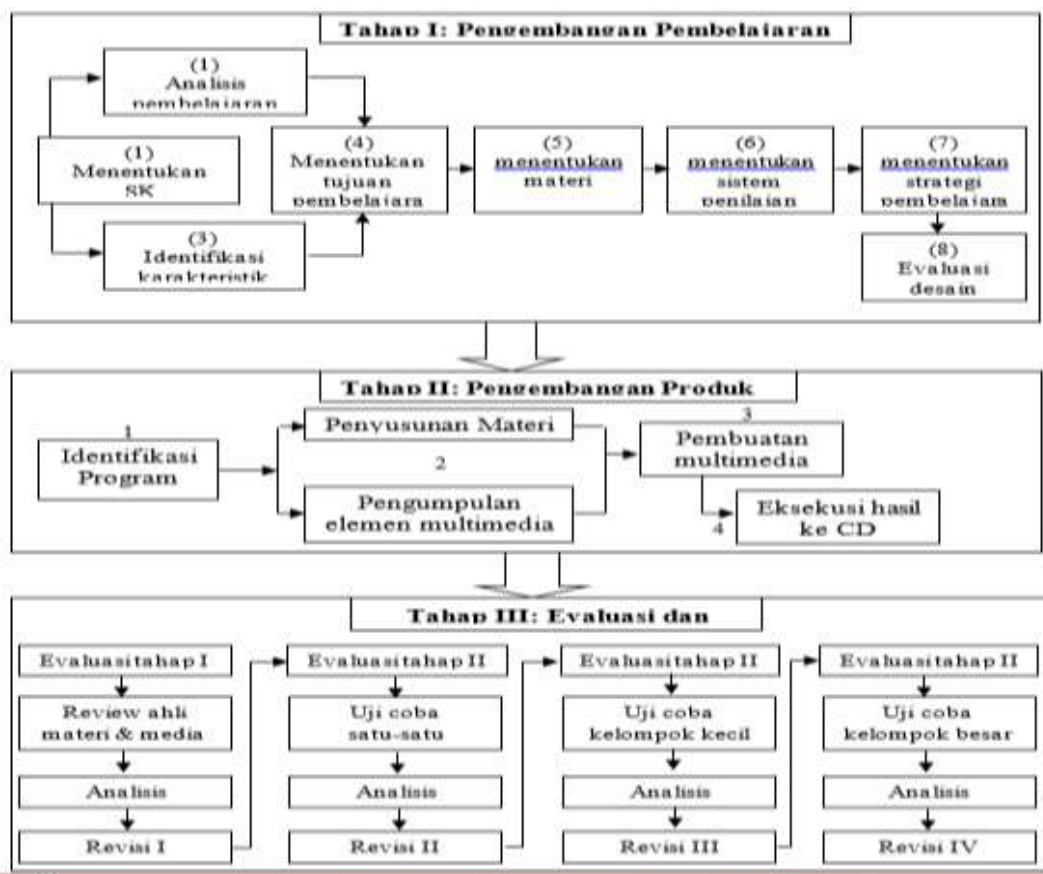 Tahap I: Pengembangan Pembelajaran
(1)
Analisis
pembelajaran
(1)
Menentukan
SK
(3)
Identifikasi
karakteristik
(4)
Menentukan
tujuan
pembelajara
(5)
menentukan
materi
(6)
menentukan
sistem
penilaian
(7)
menentukan
strategi
pembelajara
(8)
Evaluasi
desain
Tahap II: Pengembangan Produk
1
Identifikasi
Program
Penyusunan Materi
2
Pengumpulan
elemen multimedia
3
Pembuatan
multimedia
4
Eksekusi hasil
ke CD
Tahap III: Evaluasi dan
Evaluasi tahap I
Review ahli
materi & media
Analisis
Revisi I
Evaluasi tahap II
Uji coba
satu-satu
Analisis
Revisi II
Evaluasi tahap II
Uji coba
kelompok kecil
Analisis
Revisi III
Evaluasi tahap II
Uji coba
kelompok besar
Analisis
Revisi IV